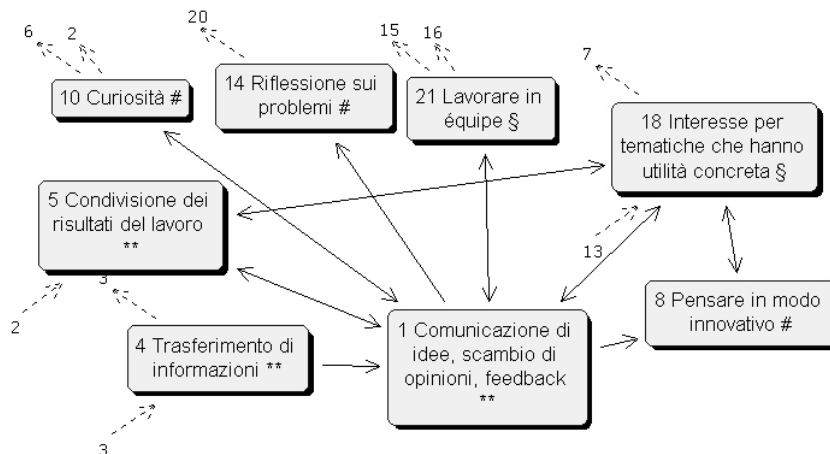 20
6
2
15
16
7
10 Curiosità #
14 Riflessione sui
problemi #
21 Lavorare in
équipe §
18 Interesse per
tematiche che hanno
utilità concreta §
5 Condivisione dei
risultati del lavoro
**
13
3
2
8 Pensare in modo
innovativo #
4 Trasferimento di
informazioni **
1 Comunicazione di
idee, scambio di
opinioni, feedback
**
3